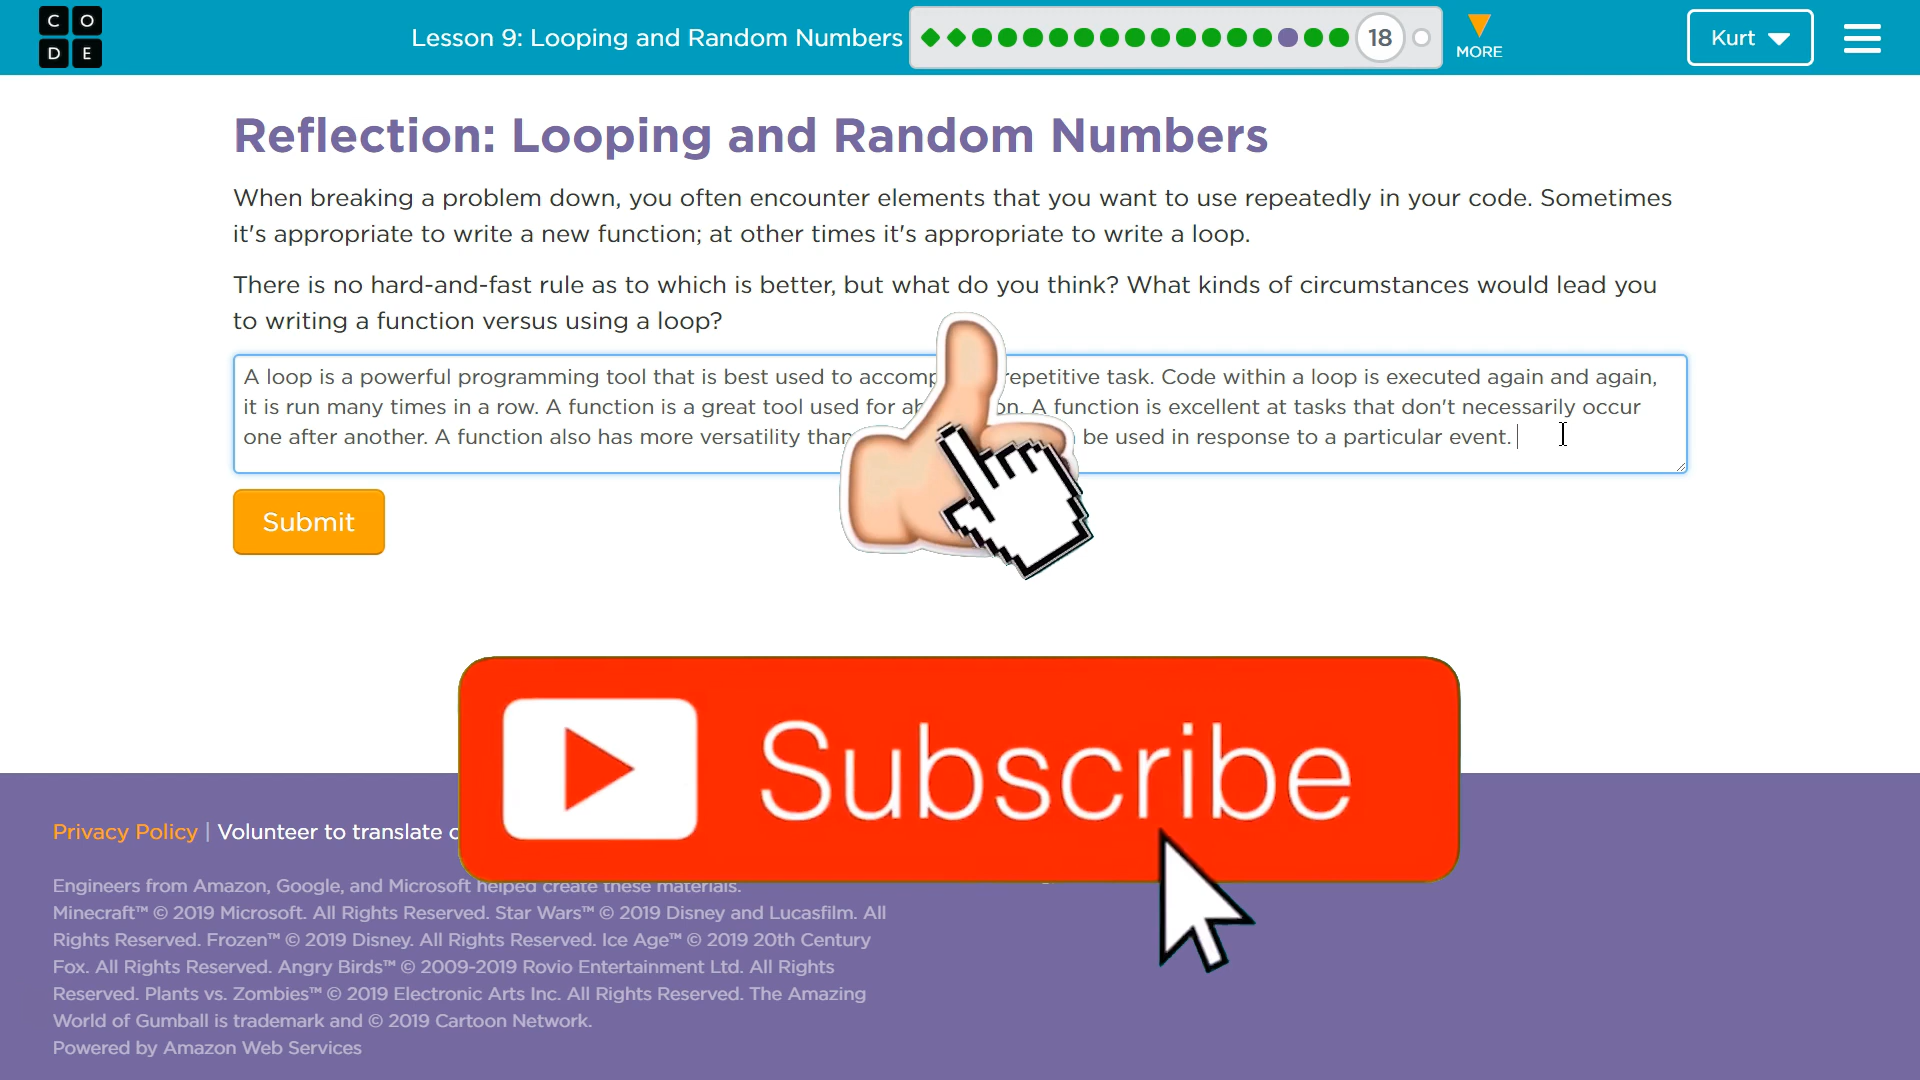 CO
DE
Lesson 9: Looping and Random Numbers
18
MORE
Kurt
Reflection: Looping and Random Numbers
When breaking a problem down, you often encounter elements that you want to use repeatedly in your code. Sometimes
it's appropriate to write a new function; at other times it's appropriate to write a loop.
There is no hard-and-fast rule as to which is better, but what do you think? What kinds of circumstances would lead you
to writing a function versus using a loop?
A loop is a powerful programming tool that is best used to repetitive task. Code within a loop is executed again and again,
it is run many times in a row. A function is a great tool used for A function is excellent at tasks that don't necessarily occur
one after another. A function also has more versatility than be used in response to a particular event.
Submit
Subscribe
Privacy Policy | Volunteer to translate
Engineers from Amazon, Google, and Microsoft helped create these materials.
Minecraft™ © 2019 Microsoft. All Rights Reserved. Star Wars™ © 2019 Disney and Lucasfilm. All
Rights Reserved. Frozen™ © 2019 Disney. All Rights Reserved. Ice Age™ © 2019 20th Century
Fox. All Rights Reserved. Angry Birds™ © 2009-2019 Rovio Entertainment Ltd. All Rights
Reserved. Plants vs. Zombies™ © 2019 Electronic Arts Inc. All Rights Reserved. The Amazing
World of Gumball is trademark and © 2019 Cartoon Network.
Powered by Amazon Web Services